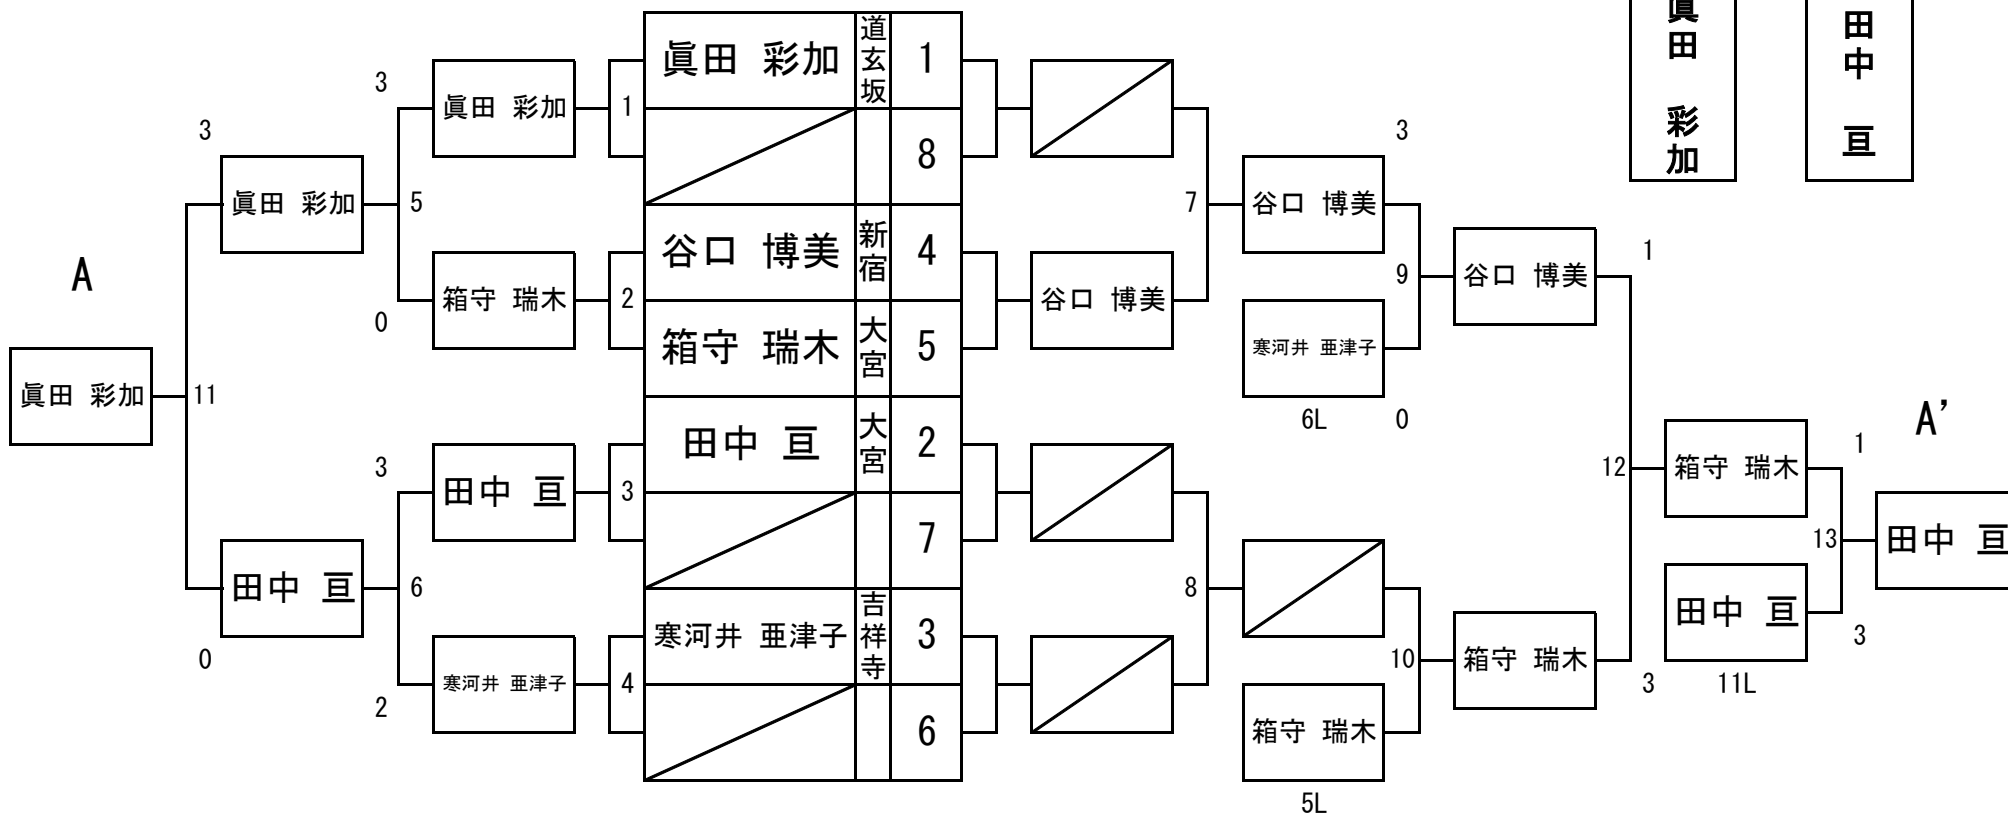 眞田 彩加
田中 亘
眞田 彩加 道玄坂 1
8
谷口 博美 新宿 4
箱守 瑞木 大宮 5
田中 亘 大宮 2
7
寒河井 亜津子 吉祥寺 3
6
A
眞田 彩加
11
3
眞田 彩加
田中 亘
0
3
眞田 彩加
5
箱守 瑞木
0
3
田中 亘
6
寒河井 亜津子
2
1
2
3
4
谷口 博美
7
8
3
谷口 博美
9
寒河井 亜津子
6L 0
10
箱守 瑞木
5L
谷口 博美
1
12
箱守 瑞木
3
A'
箱守 瑞木
1
13
田中 亘
3
11L
田中 亘